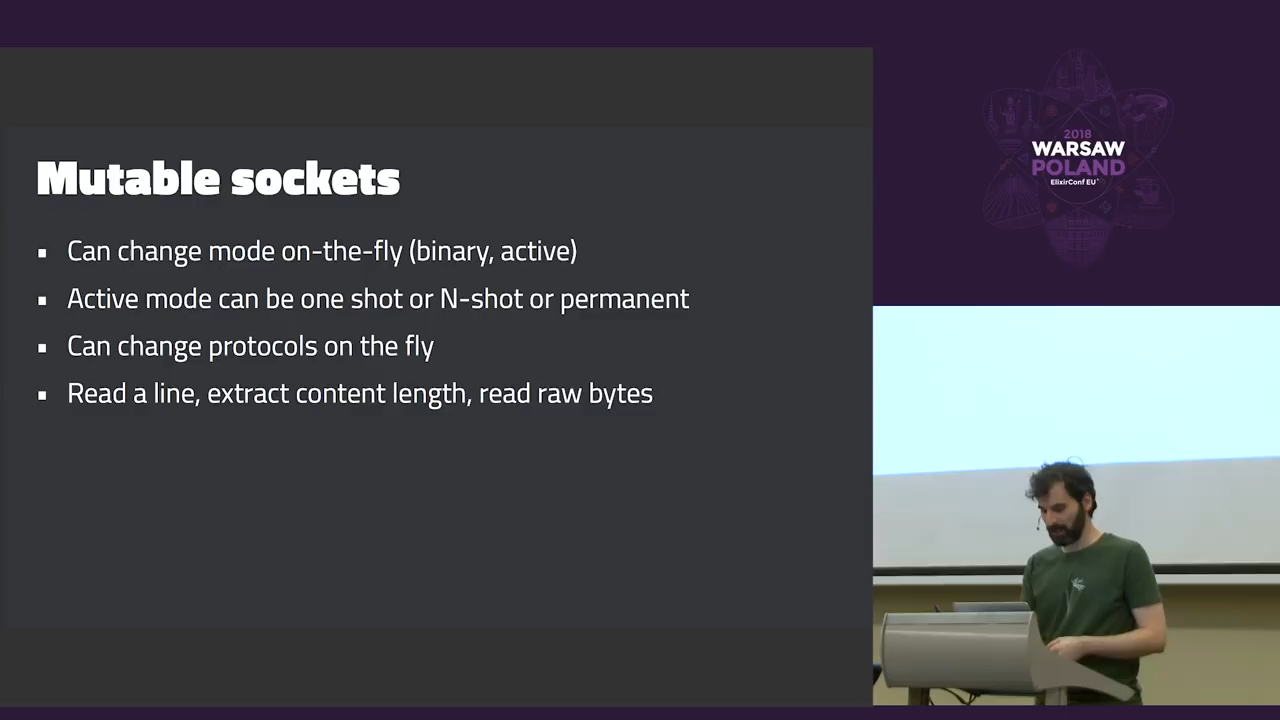 Mutable sockets
▪ Can change mode on-the-fly (binary, active)
▪ Active mode can be one shot or N-shot or permanent
▪ Can change protocols on the fly
▪ Read a line, extract content length, read raw bytes
2018
WARSAW
POLAND
ElixirConf EU